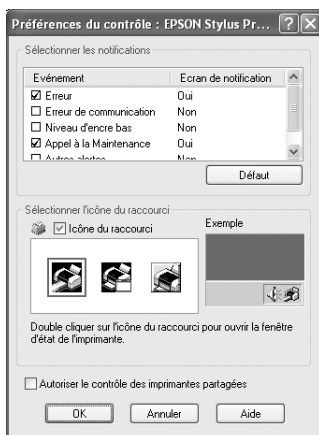 Préférences du contrôle : EPSON Stylus Pr...
Sélectionner les notifications
Evénement Ecran de notification
Erreur Oui
Erreur de communication Non
Niveau d'encre bas Non
Appel à la Maintenance Oui
Autres alertes Non
Défaut
Sélectionner l'icône du raccourci
Icône du raccourci
Exemple
Double cliquer sur l'icône du raccourci pour ouvrir la fenêtre
d'état de l'imprimante.
Autoriser le contrôle des imprimantes partagées
OK Annuler Aide